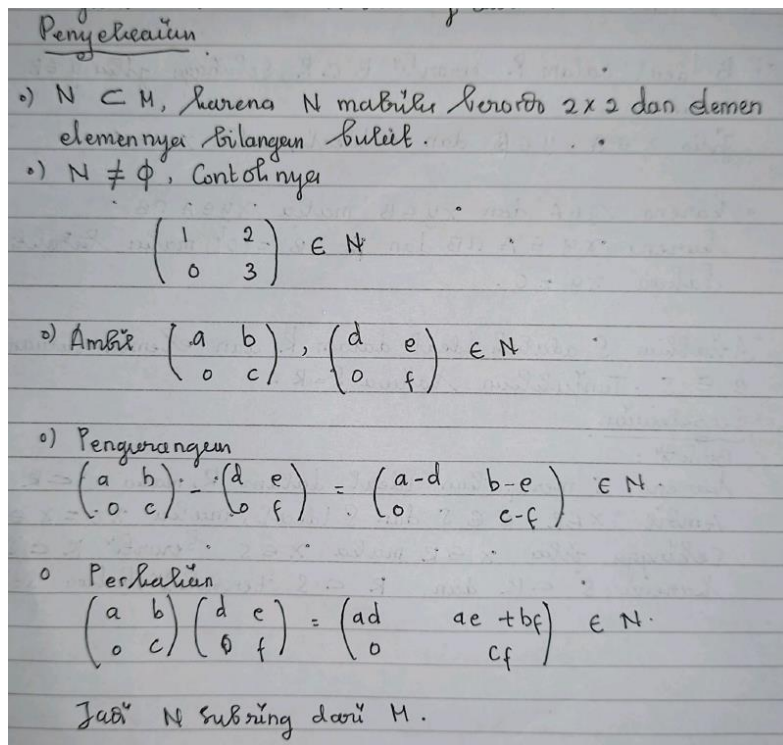 Penyelesaian
o) N ⊂ M, karena N matriks berordo 2 x 2 dan elemen
elemennya bilangan bulat.
o) N ≠ ϕ, Contohnya
( 1 2 ; 0 3 ) ∈ N
o) Ambil ( a b ; 0 c ), ( d e ; 0 f ) ∈ N
o) Pengurangan
( a b ; 0 c ) - ( d e ; 0 f ) = ( a-d b-e ; 0 c-f ) ∈ N.
o Perkalian
( a b ; 0 c ) ( d e ; 0 f ) = ( ad ae + bf ; 0 cf ) ∈ N.
Jadi N subring dari M.